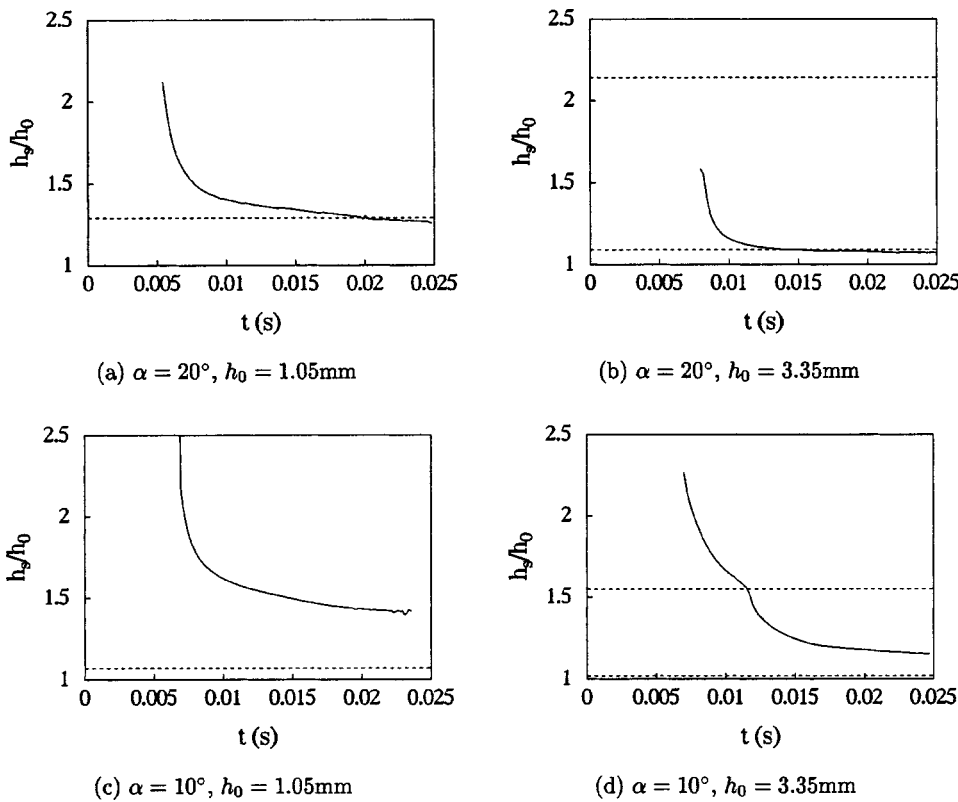 2.5
2
1.5
1
h_s/h_0
0 0.005 0.01 0.015 0.02 0.025
t (s)
(a) α = 20°, h_0 = 1.05mm
2.5
2
1.5
1
h_s/h_0
0 0.005 0.01 0.015 0.02 0.025
t (s)
(b) α = 20°, h_0 = 3.35mm
2.5
2
1.5
1
h_s/h_0
0 0.005 0.01 0.015 0.02 0.025
t (s)
(c) α = 10°, h_0 = 1.05mm
2.5
2
1.5
1
h_s/h_0
0 0.005 0.01 0.015 0.02 0.025
t (s)
(d) α = 10°, h_0 = 3.35mm